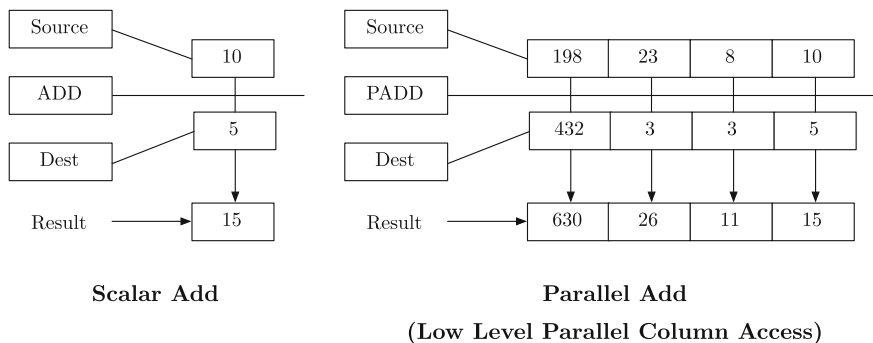 Source
10
ADD
5
Dest
Result
15
Scalar Add
Source
198 23 8 10
PADD
432 3 3 5
Dest
Result
630 26 11 15
Parallel Add
(Low Level Parallel Column Access)